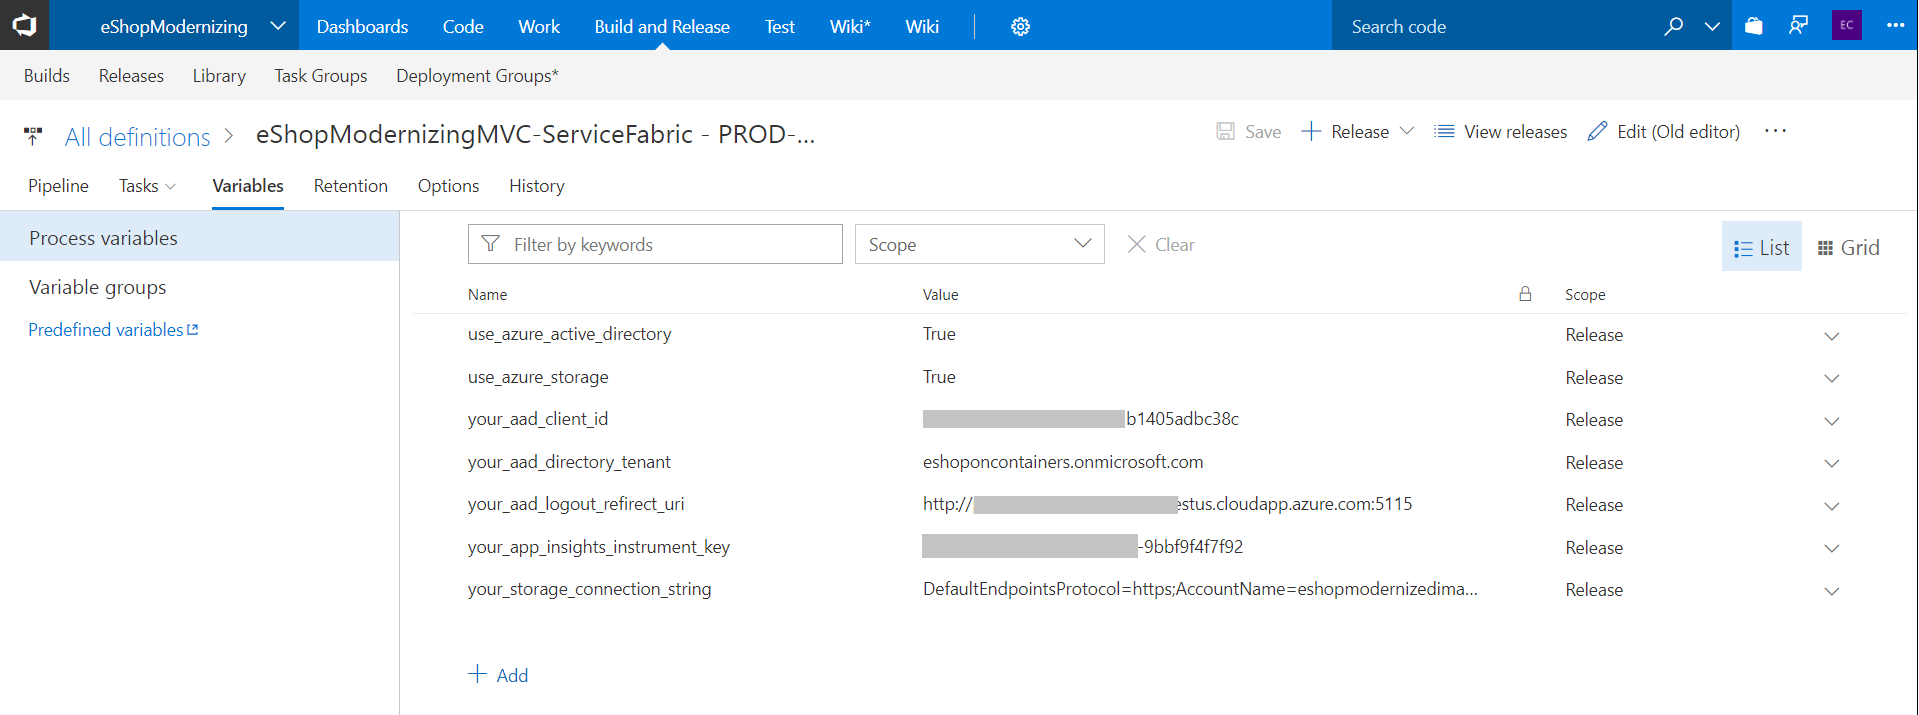 eShopModernizing Dashboards Code Work Build and Release Test Wiki* Wiki Search code EC
Builds Releases Library Task Groups Deployment Groups*
All definitions > eShopModernizingMVC-ServiceFabric - PROD-...
Save Release View releases Edit (Old editor) ...
Pipeline Tasks Variables Retention Options History
Process variables
Variable groups
Predefined variables
Filter by keywords Scope Clear List Grid
Name Value Scope
use_azure_active_directory True Release
use_azure_storage True Release
your_aad_client_id b1405adbc38c Release
your_aad_directory_tenant eshoponcontainers.onmicrosoft.com Release
your_aad_logout_refirect_uri http:// estus.cloudapp.azure.com:5115 Release
your_app_insights_instrument_key -9bbf9f4f7f92 Release
your_storage_connection_string DefaultEndpointsProtocol=https;AccountName=eshopmodernizedima... Release
+ Add